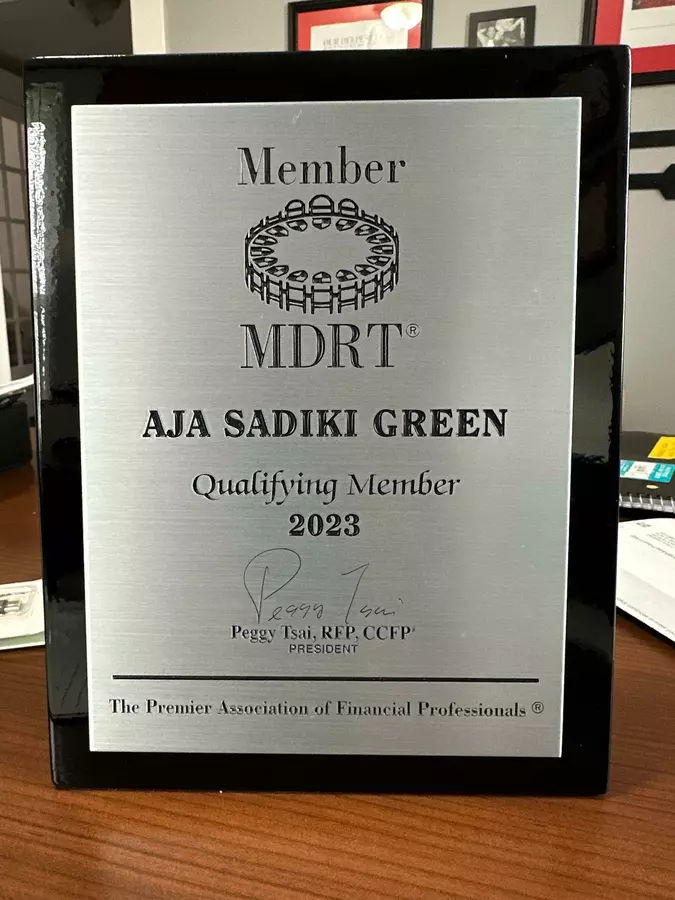 Member
MDRT®
AJA SADIKI GREEN
Qualifying Member
2023
Peggy Tsai
Peggy Tsai, RFP, CCFP
PRESIDENT
The Premier Association of Financial Professionals ®